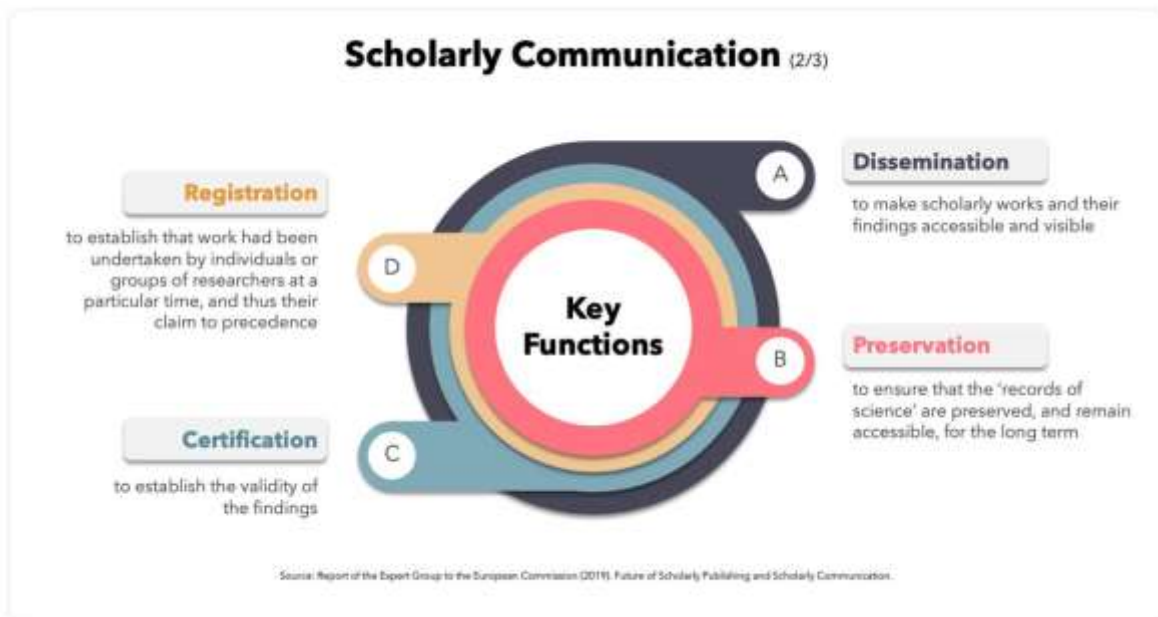 Scholarly Communication (2/3)
Registration
to establish that work had been
undertaken by individuals or
groups of researchers at a
particular time, and thus their
claim to precedence
D
Certification
to establish the validity of
the findings
C
Key
Functions
A
Dissemination
to make scholarly works and their
findings accessible and visible
B
Preservation
to ensure that the 'records of
science' are preserved, and remain
accessible, for the long term
Source: Report of the Expert Group to the European Commission (2019). Future of Scholarly Publishing and Scholarly Communication.